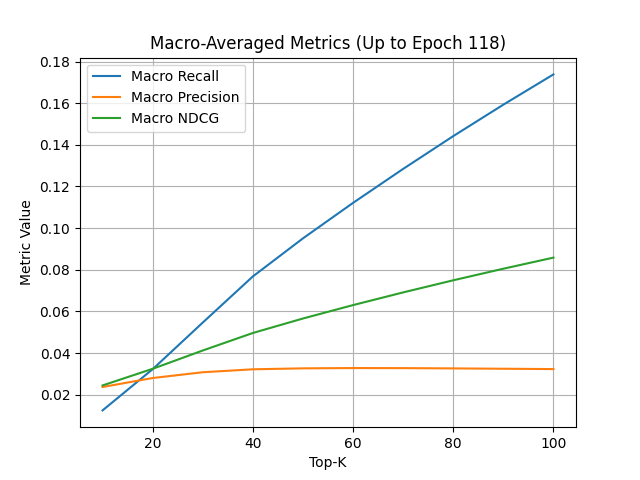 Macro-Averaged Metrics (Up to Epoch 118)
Macro Recall
Macro Precision
Macro NDCG
Metric Value
0.18
0.16
0.14
0.12
0.10
0.08
0.06
0.04
0.02
20 40 60 80 100
Top-K